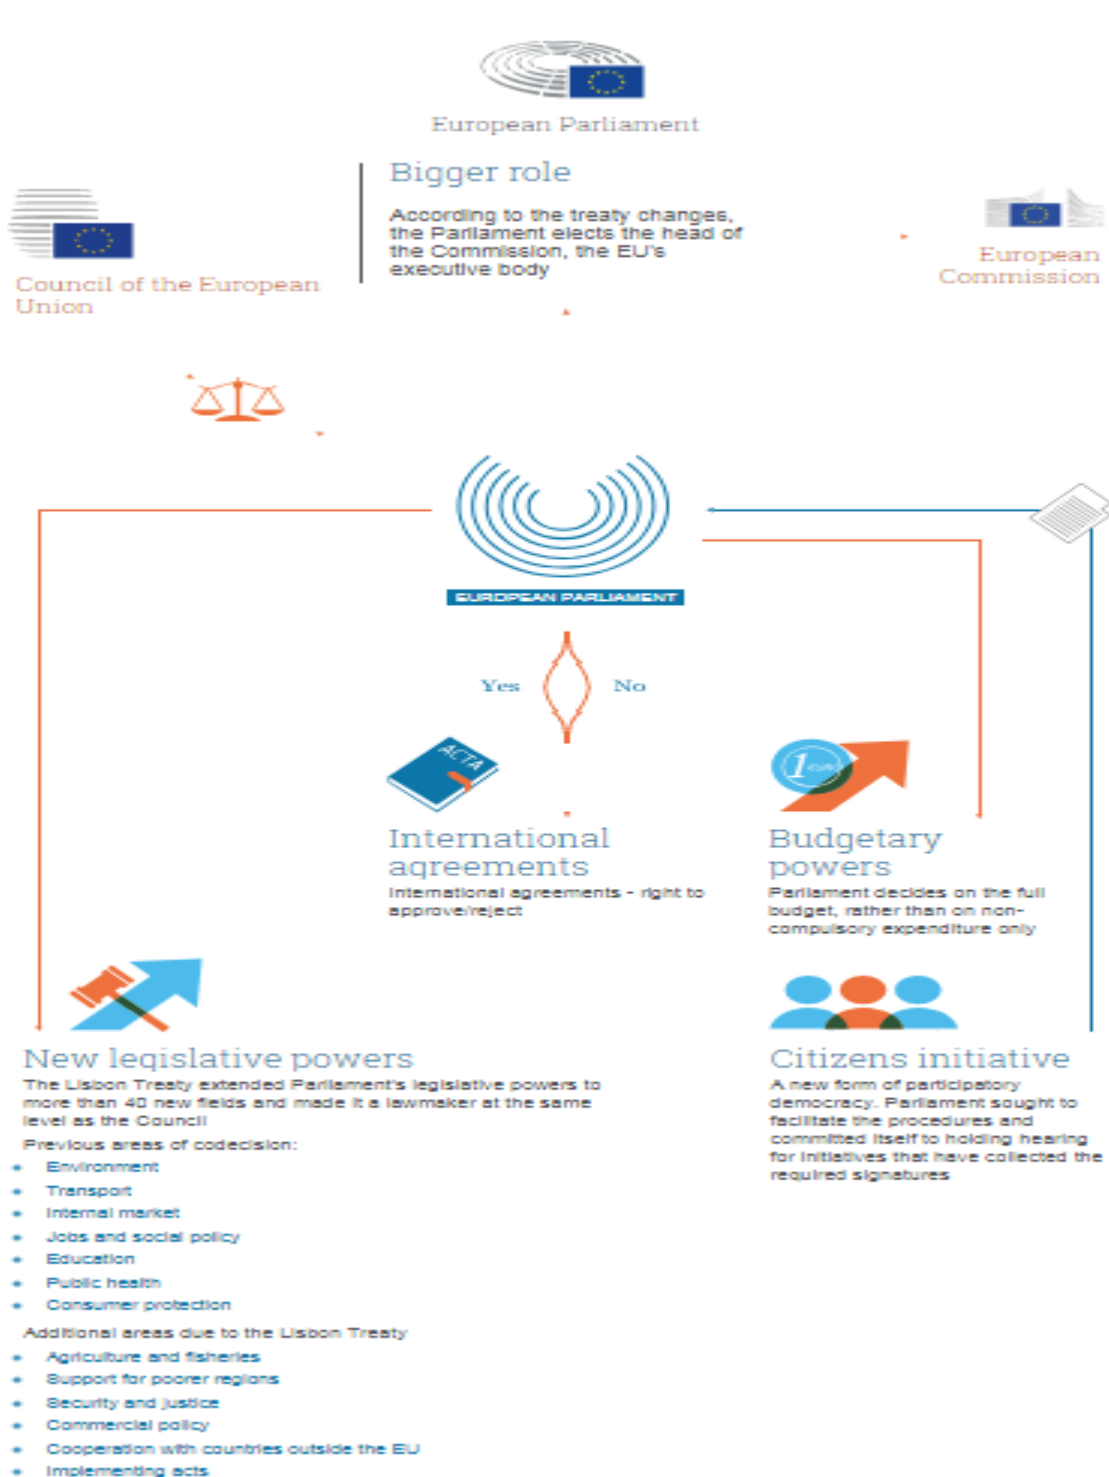 European Parliament
Bigger role
According to the treaty changes,
the Parliament elects the head of
the Commission, the EU's
executive body
Council of the European
Union
European
Commission
EUROPEAN PARLIAMENT
Yes
No
ACTA
1 euro
International
agreements
International agreements - right to
approve/reject
Budgetary
powers
Parliament decides on the full
budget, rather than on non-
compulsory expenditure only
New legislative powers
The Lisbon Treaty extended Parliament's legislative powers to
more than 40 new fields and made it a lawmaker at the same
level as the Council
Previous areas of codecision:
Environment
Transport
Internal market
Jobs and social policy
Education
Public health
Consumer protection
Additional areas due to the Lisbon Treaty
Agriculture and fisheries
Support for poorer regions
Security and justice
Commercial policy
Cooperation with countries outside the EU
Implementing acts
Citizens initiative
A new form of participatory
democracy. Parliament sought to
facilitate the procedures and
committed itself to holding hearing
for initiatives that have collected the
required signatures